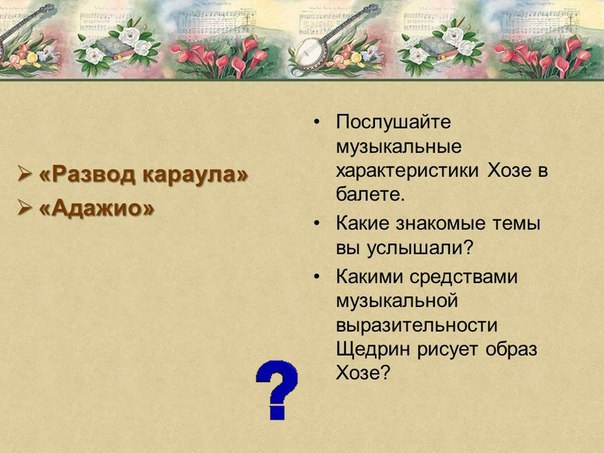 «Развод караула»
«Адажио»
• Послушайте
музыкальные
характеристики Хозе в
балете.
• Какие знакомые темы
вы услышали?
• Какими средствами
музыкальной
выразительности
Щедрин рисует образ
Хозе?
?